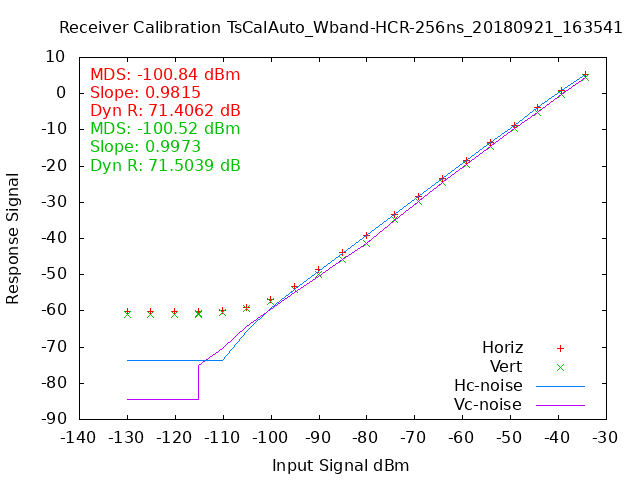 Receiver Calibration TsCalAuto_Wband-HCR-256ns_20180921_163541
10
0
-10
-20
-30
-40
-50
-60
-70
-80
-90
Response Signal
MDS: -100.84 dBm
Slope: 0.9815
Dyn R: 71.4062 dB
MDS: -100.52 dBm
Slope: 0.9973
Dyn R: 71.5039 dB
Horiz
Vert
Hc-noise
Vc-noise
-140 -130 -120 -110 -100 -90 -80 -70 -60 -50 -40 -30
Input Signal dBm